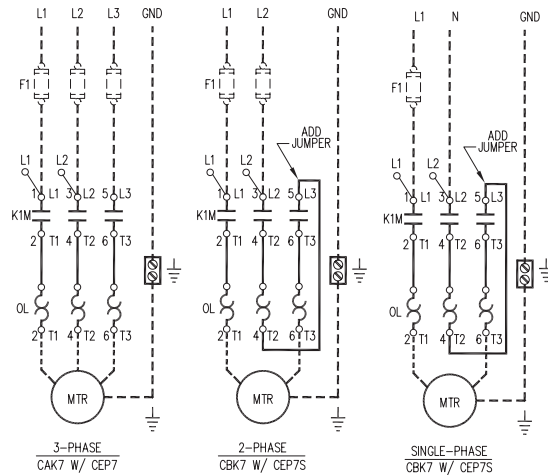 L1 L2 L3 GND
F1
L1 L2
1 L1 3 L2 5 L3
K1M
2 T1 4 T2 6 T3
OL
2 T1 4 T2 6 T3
MTR
3-PHASE
CAK7 W/ CEP7
L1 L2 GND
F1
ADD
JUMPER
L1 L2
1 L1 3 L2 5 L3
K1M
2 T1 4 T2 6 T3
OL
2 T1 4 T2 6 T3
MTR
2-PHASE
CBK7 W/ CEP7S
L1 N GND
F1
ADD
JUMPER
L1 L2
1 L1 3 L2 5 L3
K1M
2 T1 4 T2 6 T3
OL
2 T1 4 T2 6 T3
MTR
SINGLE-PHASE
CBK7 W/ CEP7S